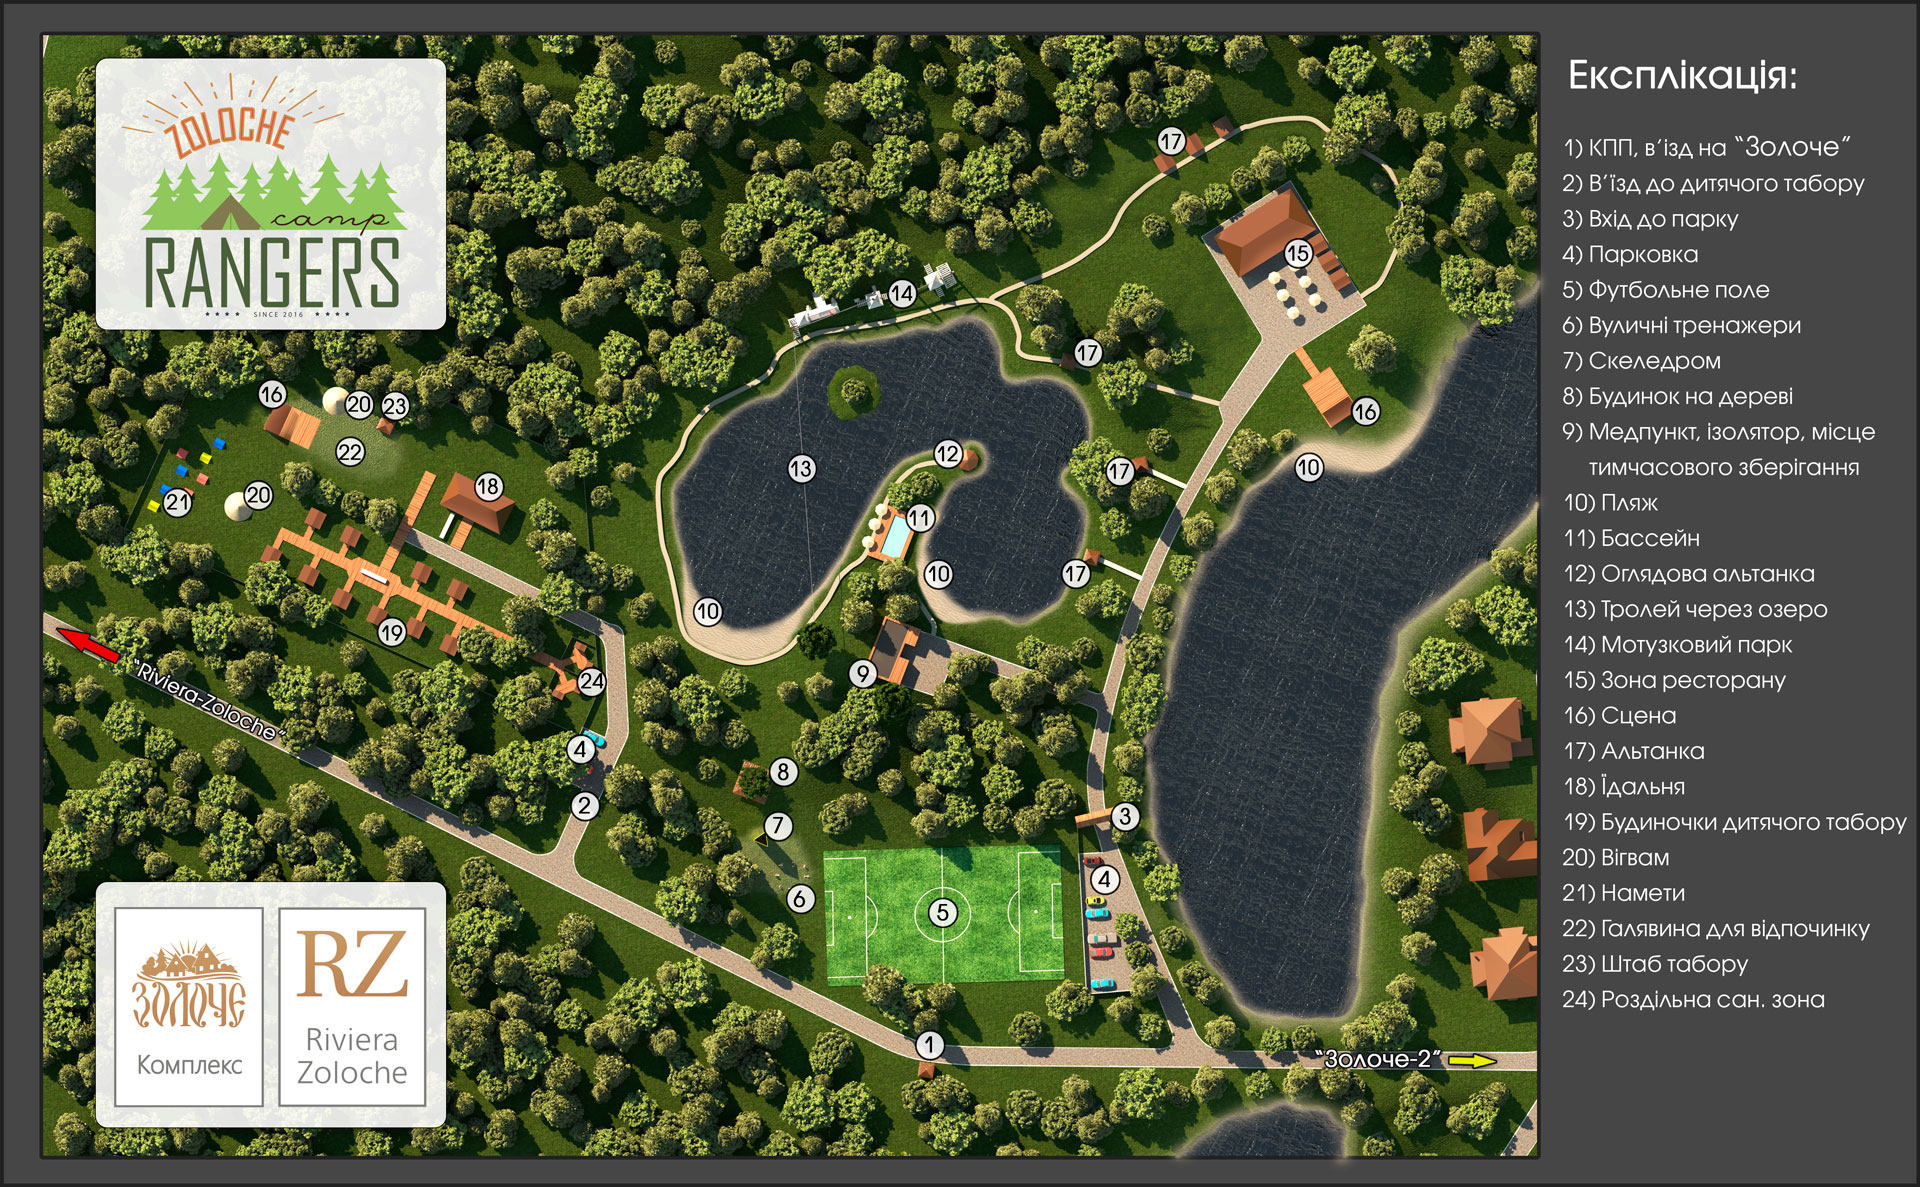 ZOLOCHE
camp
RANGERS
SINCE 2016
Експлікація:
1) КПП, в’ізд на “Золоче”
2) В’їзд до дитячого табору
3) Вхід до парку
4) Парковка
5) Футбольне поле
6) Вуличні тренажери
7) Скеледром
8) Будинок на дереві
9) Медпункт, ізолятор, місце
тимчасового зберігання
10) Пляж
11) Бассейн
12) Оглядова альтанка
13) Тролей через озеро
14) Мотузковий парк
15) Зона ресторану
16) Сцена
17) Альтанка
18) Їдальня
19) Будиночки дитячого табору
20) Вігвам
21) Намети
22) Галявина для відпочинку
23) Штаб табору
24) Роздільна сан. зона
17
15
14
17
16
20
23
16
22
12
13
17
10
18
20
21
11
17
10
10
19
9
24
4
8
2
3
7
4
6
5
1
“Riviera-Zoloche”
“Золоче-2”
ЗОЛОЧЕ
Комплекс
RZ
Riviera
Zoloche